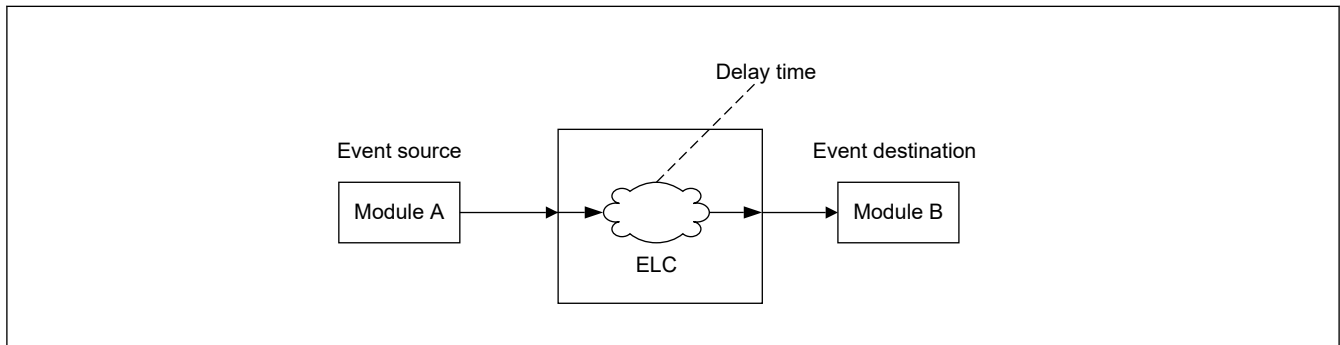 Delay time
Event source
Event destination
Module A
Module B
ELC